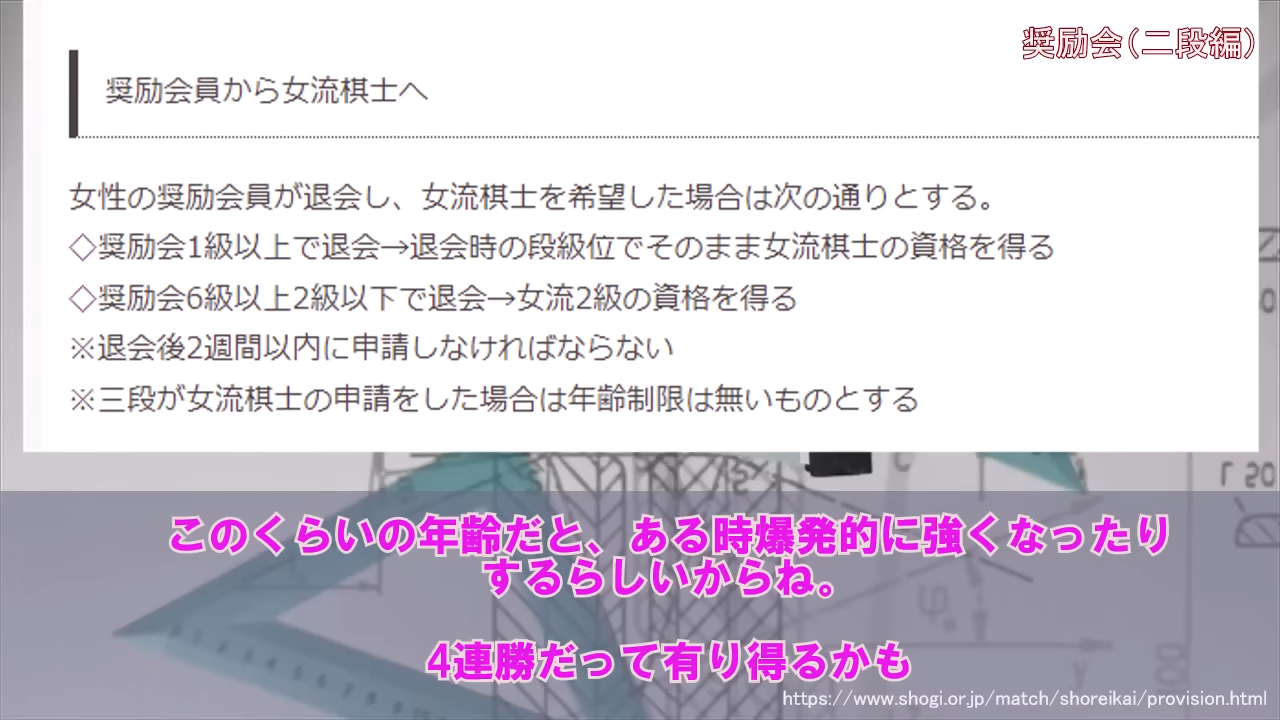 奨励会(二段編)
奨励会員から女流棋士へ
女性の奨励会員が退会し、女流棋士を希望した場合は次の通りとする。
◇奨励会1級以上で退会→退会時の段級位でそのまま女流棋士の資格を得る
◇奨励会6級以上2級以下で退会→女流2級の資格を得る
※退会後2週間以内に申請しなければならない
※三段が女流棋士の申請をした場合は年齢制限は無いものとする
このくらいの年齢だと、ある時爆発的に強くなったり
するらしいからね。
4連勝だって有り得るかも
https://www.shogi.or.jp/match/shoreikai/provision.html